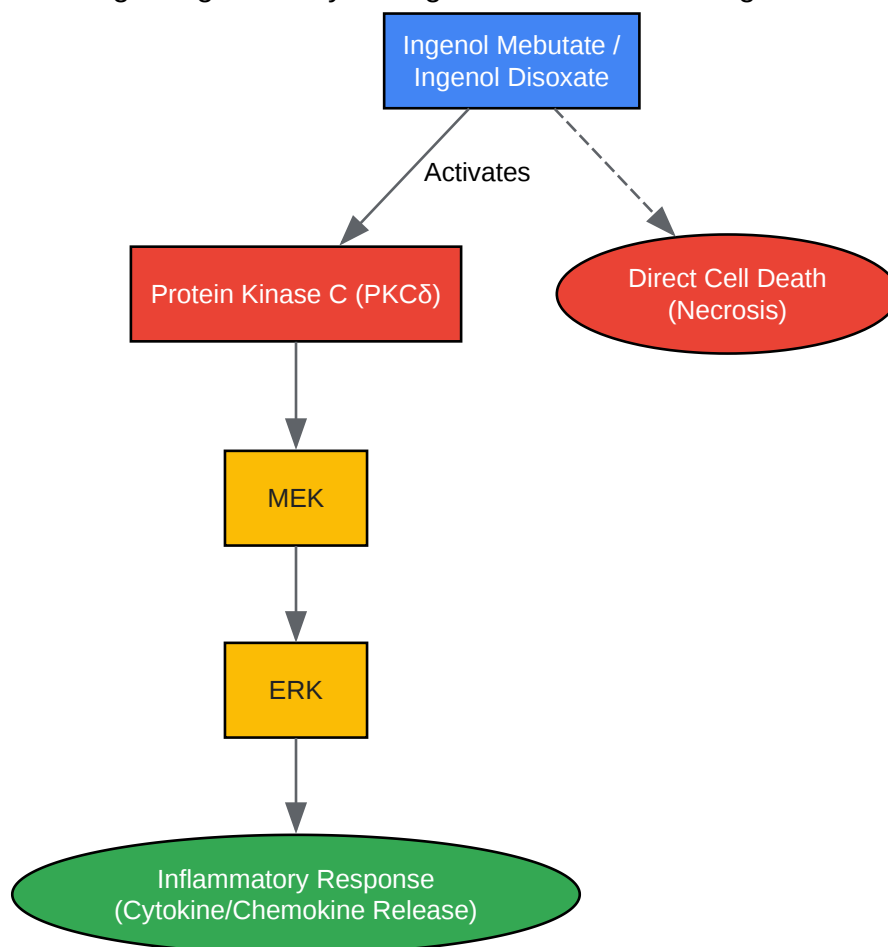 Ingenol Mebutate /
Ingenol Disoxate
Activates
Protein Kinase C (PKCδ)
Direct Cell Death
(Necrosis)
MEK
ERK
Inflammatory Response
(Cytokine/Chemokine Release)